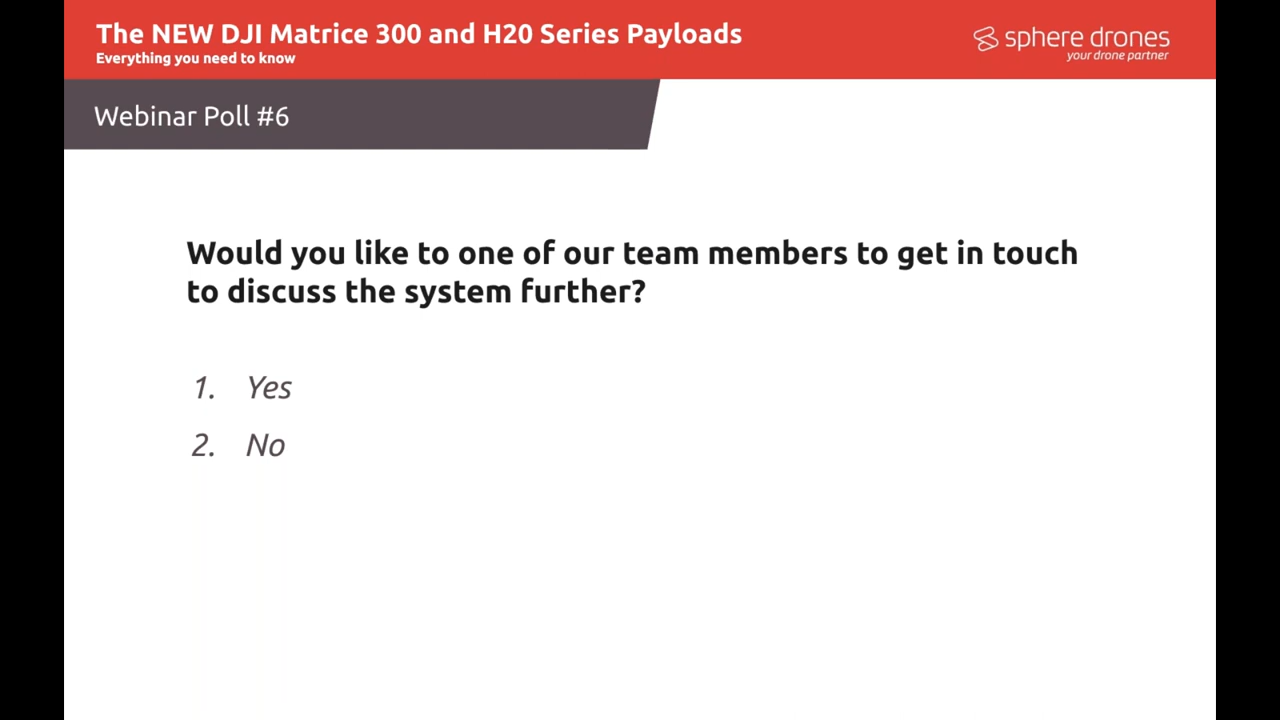 The NEW DJI Matrice 300 and H20 Series Payloads
Everything you need to know
sphere drones
your drone partner
Webinar Poll #6
Would you like to one of our team members to get in touch
to discuss the system further?
1. Yes
2. No